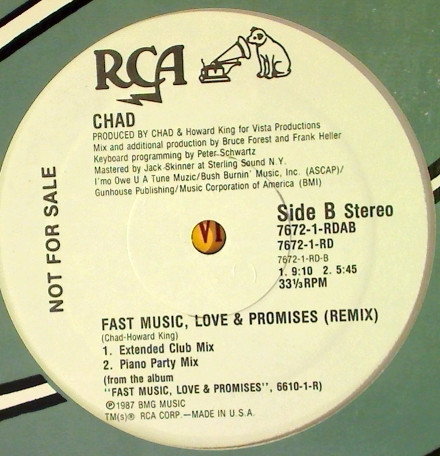 RCA
CHAD
PRODUCED BY CHAD & Howard King for Vista Productions
Mix and additional production by Bruce Forest and Frank Heller
Keyboard programming by Peter Schwartz
Mastered by Jack Skinner at Sterling Sound N.Y.
I'mo Owe U A Tune Muzic/Bush Burnin' Music, Inc. (ASCAP)/
Gunhouse Publishing/Music Corporation of America (BMI)
NOT FOR SALE
VI
Side B Stereo
7672-1-RDAB
7672-1-RD
7672-1-RD-B
1. 9:10 2. 5:45
33⅓RPM
FAST MUSIC, LOVE & PROMISES (REMIX)
(Chad-Howard King)
1. Extended Club Mix
2. Piano Party Mix
(from the album
"FAST MUSIC, LOVE & PROMISES", 6610-1-R)
℗1987 BMG MUSIC
TM(s)® RCA CORP.—MADE IN U.S.A.